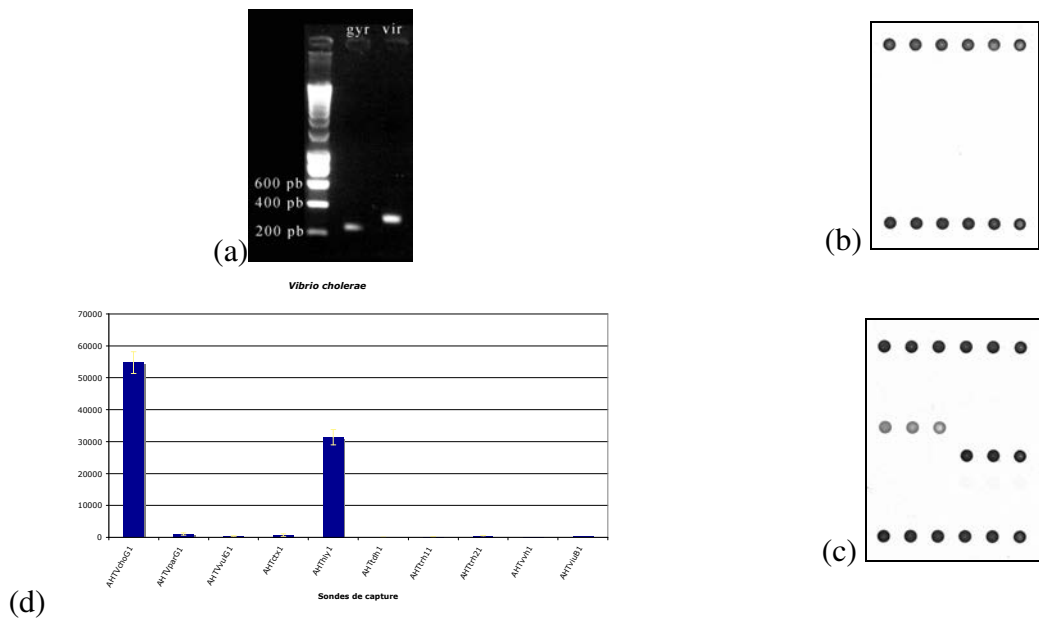 gyr vir
600 pb
400 pb
200 pb
(a)
(b)
Vibrio cholerae
70000
60000
50000
40000
30000
20000
10000
0
AHTVchoG1 AHTVparG1 AHTVvulG1 AHTctx1 AHThly1 AHTtdh1 AHTtrh11 AHTtrh21 AHTvvh1 AHTViuB1
Sondes de capture
(c)
(d)